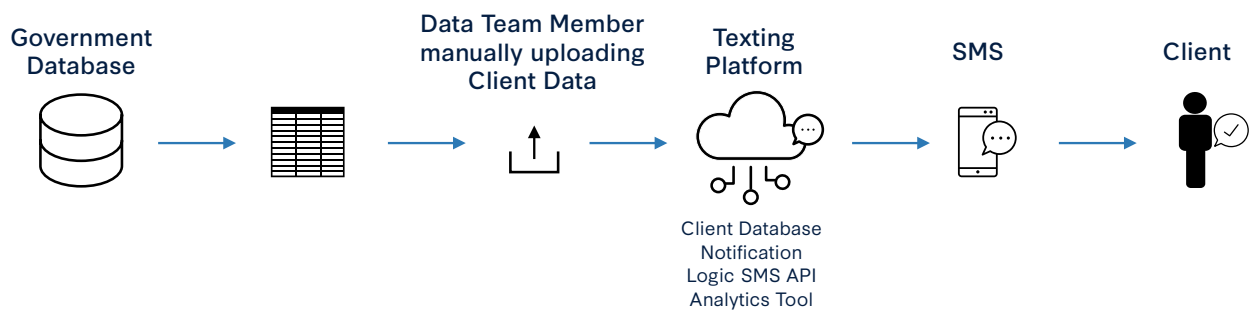 Government
Database
Data Team Member
manually uploading
Client Data
Texting
Platform
SMS
Client
Client Database
Notification
Logic SMS API
Analytics Tool